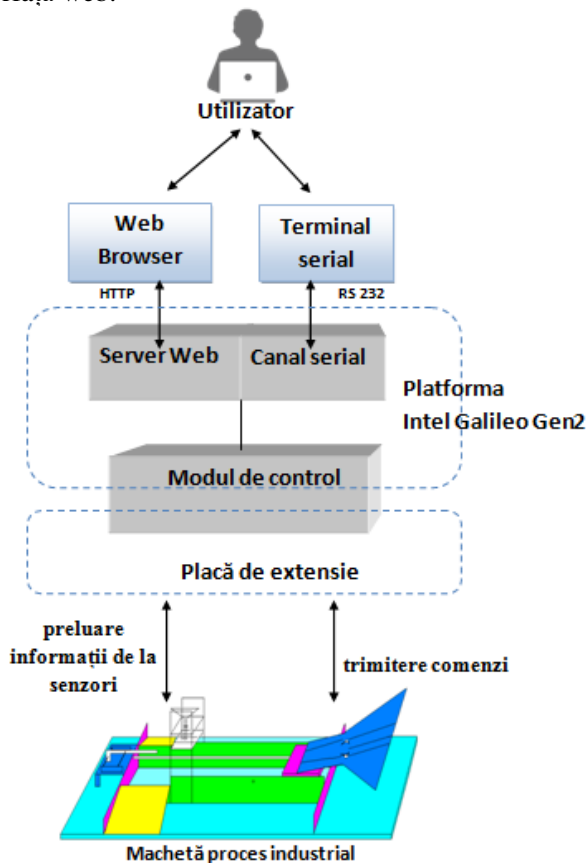 web.
Utilizator
Web
Browser
Terminal
serial
HTTP
RS 232
Server Web
Canal serial
Platforma
Intel Galileo Gen2
Modul de control
Placă de extensie
preluare
informații de la
senzori
trimitere comenzi
Machetă proces industrial